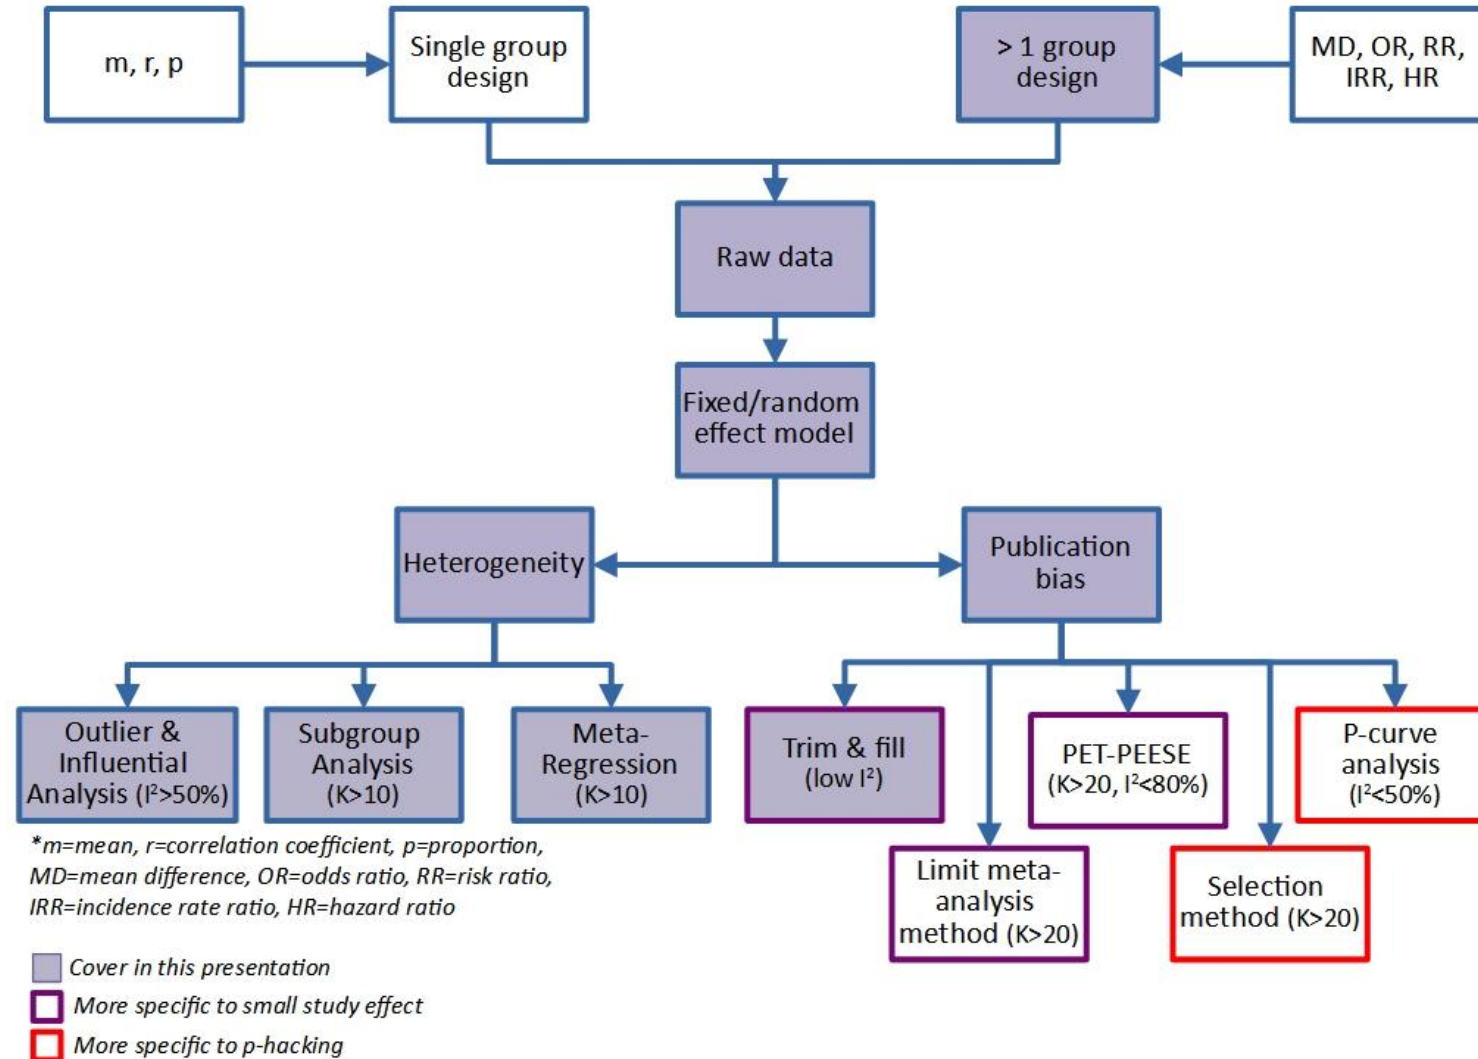 m, r, p
Single group
design
> 1 group
design
MD, OR, RR,
IRR, HR
Raw data
Fixed/random
effect model
Heterogeneity
Publication
bias
Outlier &
Influential
Analysis (I²>50%)
Subgroup
Analysis
(K>10)
Meta-
Regression
(K>10)
Trim & fill
(low I²)
PET-PEESE
(K>20, I²<80%)
P-curve
analysis
(I²<50%)
Limit meta-
analysis
method (K>20)
Selection
method (K>20)
*m=mean, r=correlation coefficient, p=proportion,
MD=mean difference, OR=odds ratio, RR=risk ratio,
IRR=incidence rate ratio, HR=hazard ratio
Cover in this presentation
More specific to small study effect
More specific to p-hacking